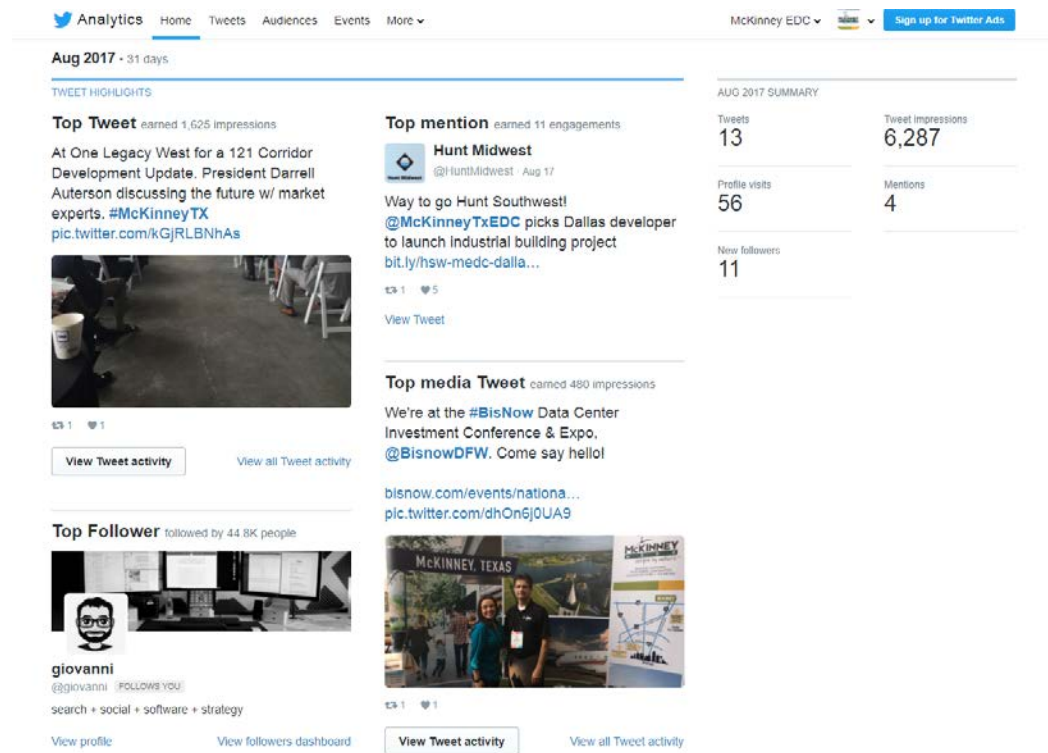 Analytics Home Tweets Audiences Events More
McKinney EDC
Sign up for Twitter Ads
Aug 2017 • 31 days
TWEET HIGHLIGHTS
Top Tweet earned 1,625 impressions
At One Legacy West for a 121 Corridor
Development Update. President Darrell
Auterson discussing the future w/ market
experts. #McKinneyTX
pic.twitter.com/kGjRLBNhAs
1 1
View Tweet activity
View all Tweet activity
Top Follower followed by 44.8K people
giovanni
@giovanni FOLLOWS YOU
search + social + software + strategy
View profile
View followers dashboard
Top mention earned 11 engagements
Hunt Midwest
Hunt Midwest
@HuntMidwest · Aug 17
Way to go Hunt Southwest!
@McKinneyTxEDC picks Dallas developer
to launch industrial building project
bit.ly/hsw-medc-dalla…
1 5
View Tweet
Top media Tweet earned 480 impressions
We're at the #BisNow Data Center
Investment Conference & Expo,
@BisnowDFW. Come say hello!
bisnow.com/events/nationa…
pic.twitter.com/dhOn6j0UA9
McKINNEY, TEXAS
McKINNEY
1 1
View Tweet activity
View all Tweet activity
AUG 2017 SUMMARY
Tweets
13
Tweet impressions
6,287
Profile visits
56
Mentions
4
New followers
11